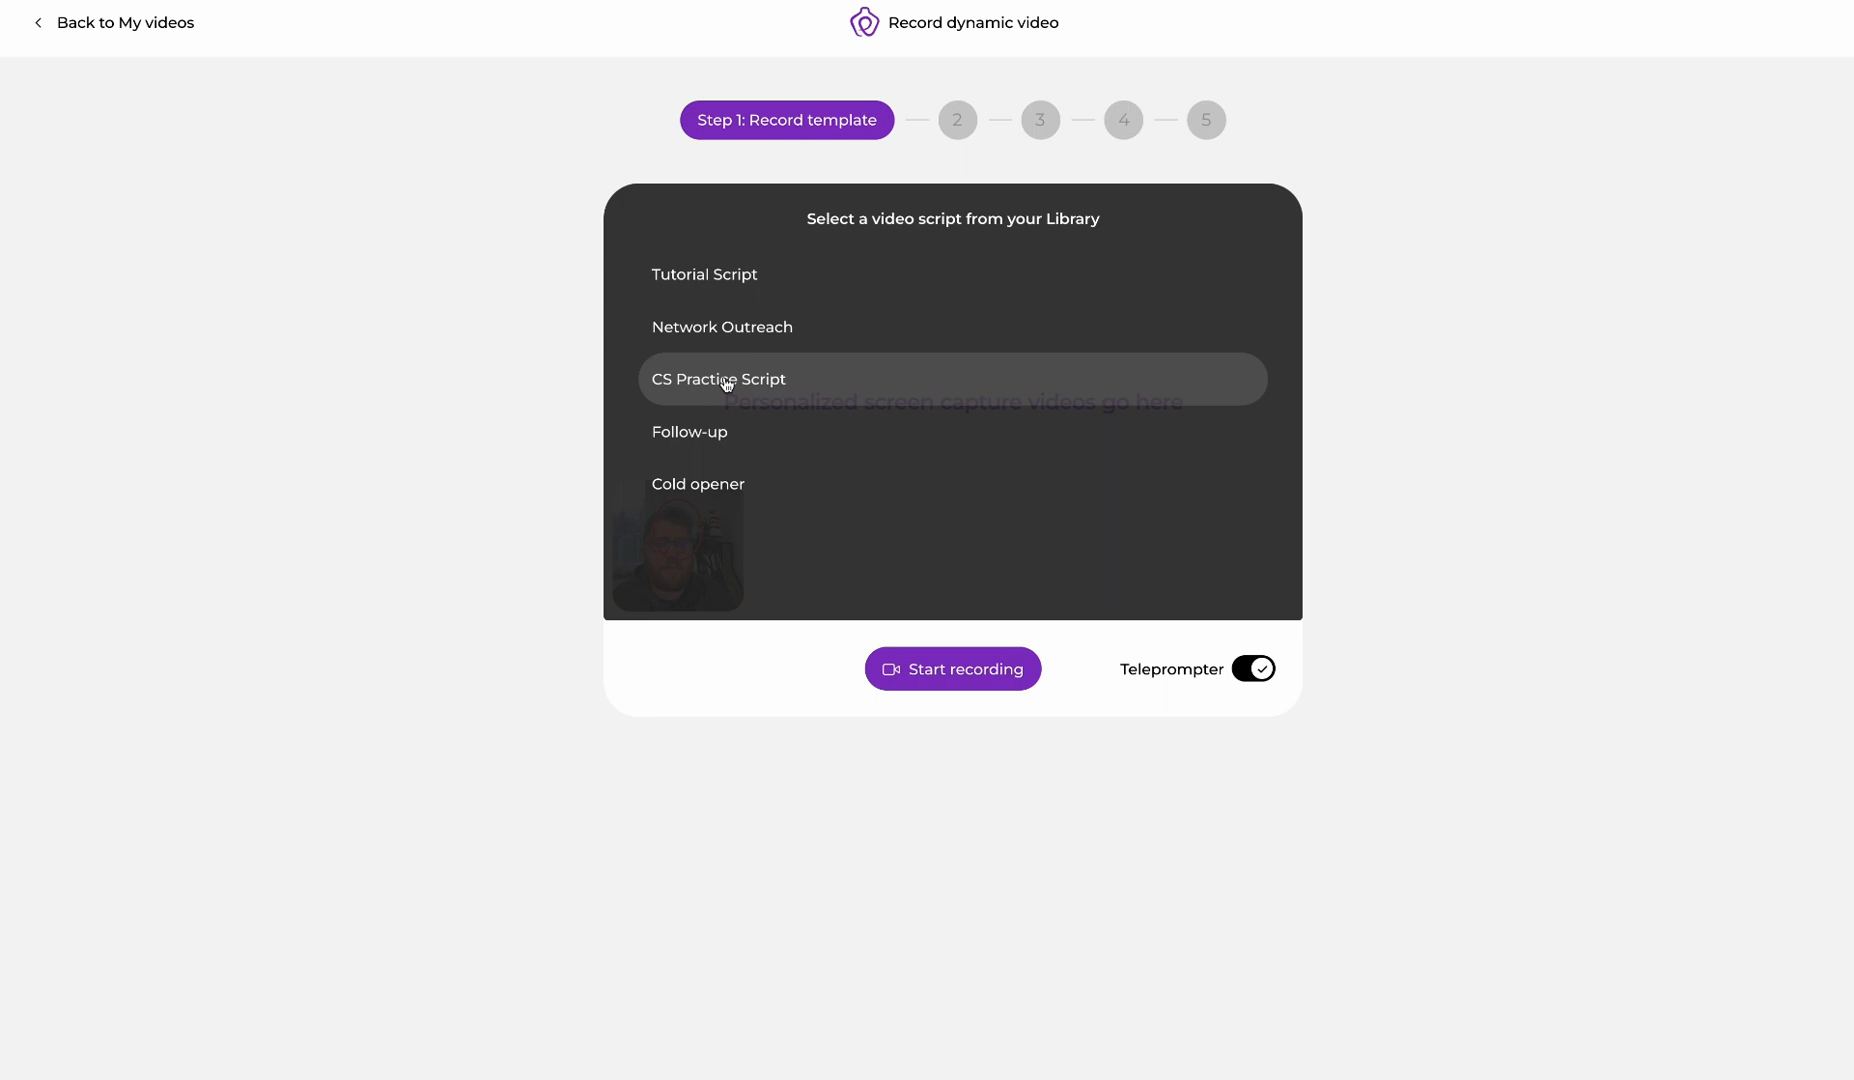 Back to My videos
Record dynamic video
Step 1: Record template
2
3
4
5
Select a video script from your Library
Tutorial Script
Network Outreach
CS Practice Script
Personalized screen capture videos go here
Follow-up
Cold opener
Start recording
Teleprompter